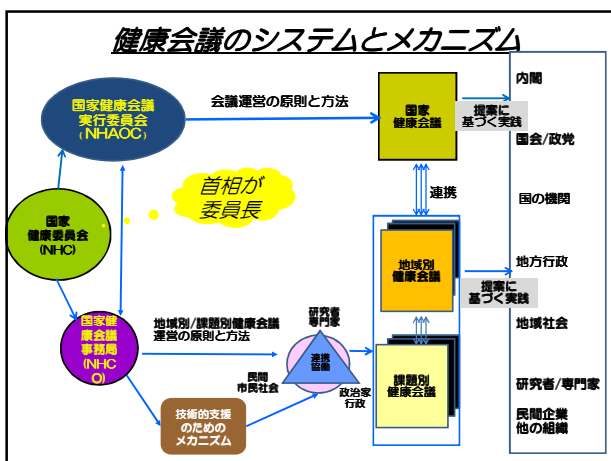 健康会議のシステムとメカニズム
国家健康会議
実行委員会
(NHAOC)
会議運営の原則と方法
国家
健康会議
提案に
基づく実践
内閣
国会/政党
国の機関
地方行政
地域社会
研究者/専門家
民間企業
他の組織
首相が
委員長
連携
国家
健康委員会
(NHC)
地域別
健康会議
提案に
基づく実践
国家健
康会議
事務局
(NHC
O)
地域別/課題別健康会議
運営の原則と方法
研究者
専門家
連携
協働
民間
市民社会
政治家
行政
課題別
健康会議
技術的支援
のための
メカニズム